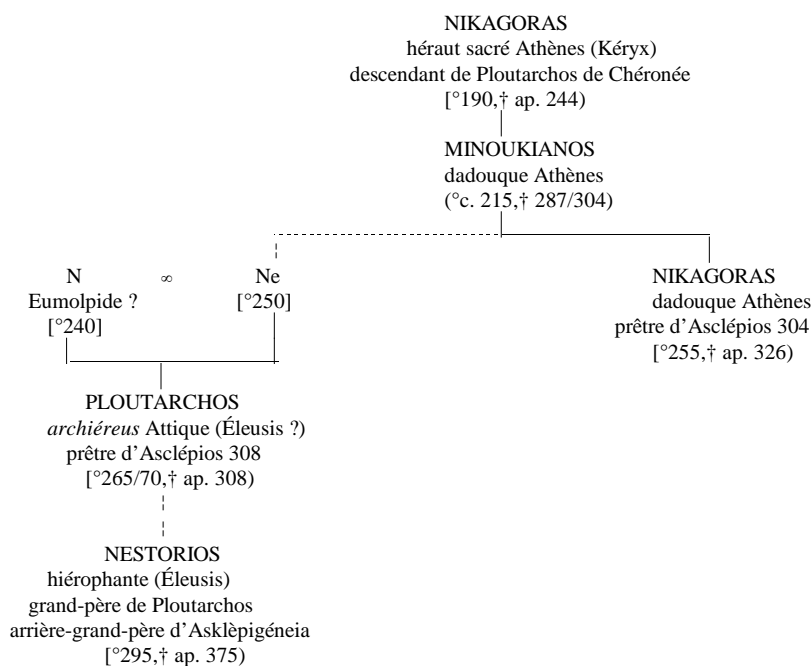 NIKAGORAS
héraut sacré Athènes (Kéryx)
descendant de Ploutarchos de Chéronée
[°190,† ap. 244)
MINOUKIANOS
dadouque Athènes
(°c. 215,† 287/304)
N ∞ Ne
Eumolpide ? [°250]
[°240]
NIKAGORAS
dadouque Athènes
prêtre d’Asclépios 304
[°255,† ap. 326)
PLOUTARCHOS
archiéreus Attique (Éleusis ?)
prêtre d’Asclépios 308
[°265/70,† ap. 308)
NESTORIOS
hiérophante (Éleusis)
grand-père de Ploutarchos
arrière-grand-père d’Asklèpigéneia
[°295,† ap. 375)